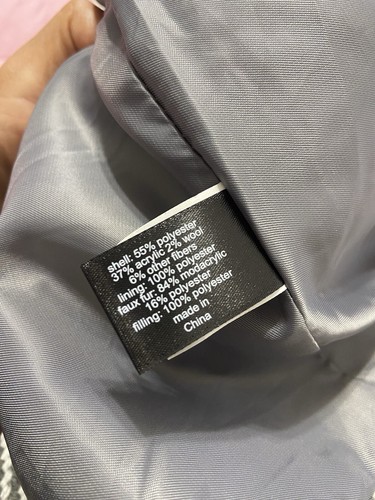 shell: 55% polyester
37% acrylic 2% wool
6% other fibers
lining: 100% polyester
faux fur: 84% modacrylic
16% polyester
filling: 100% polyester
made in
China